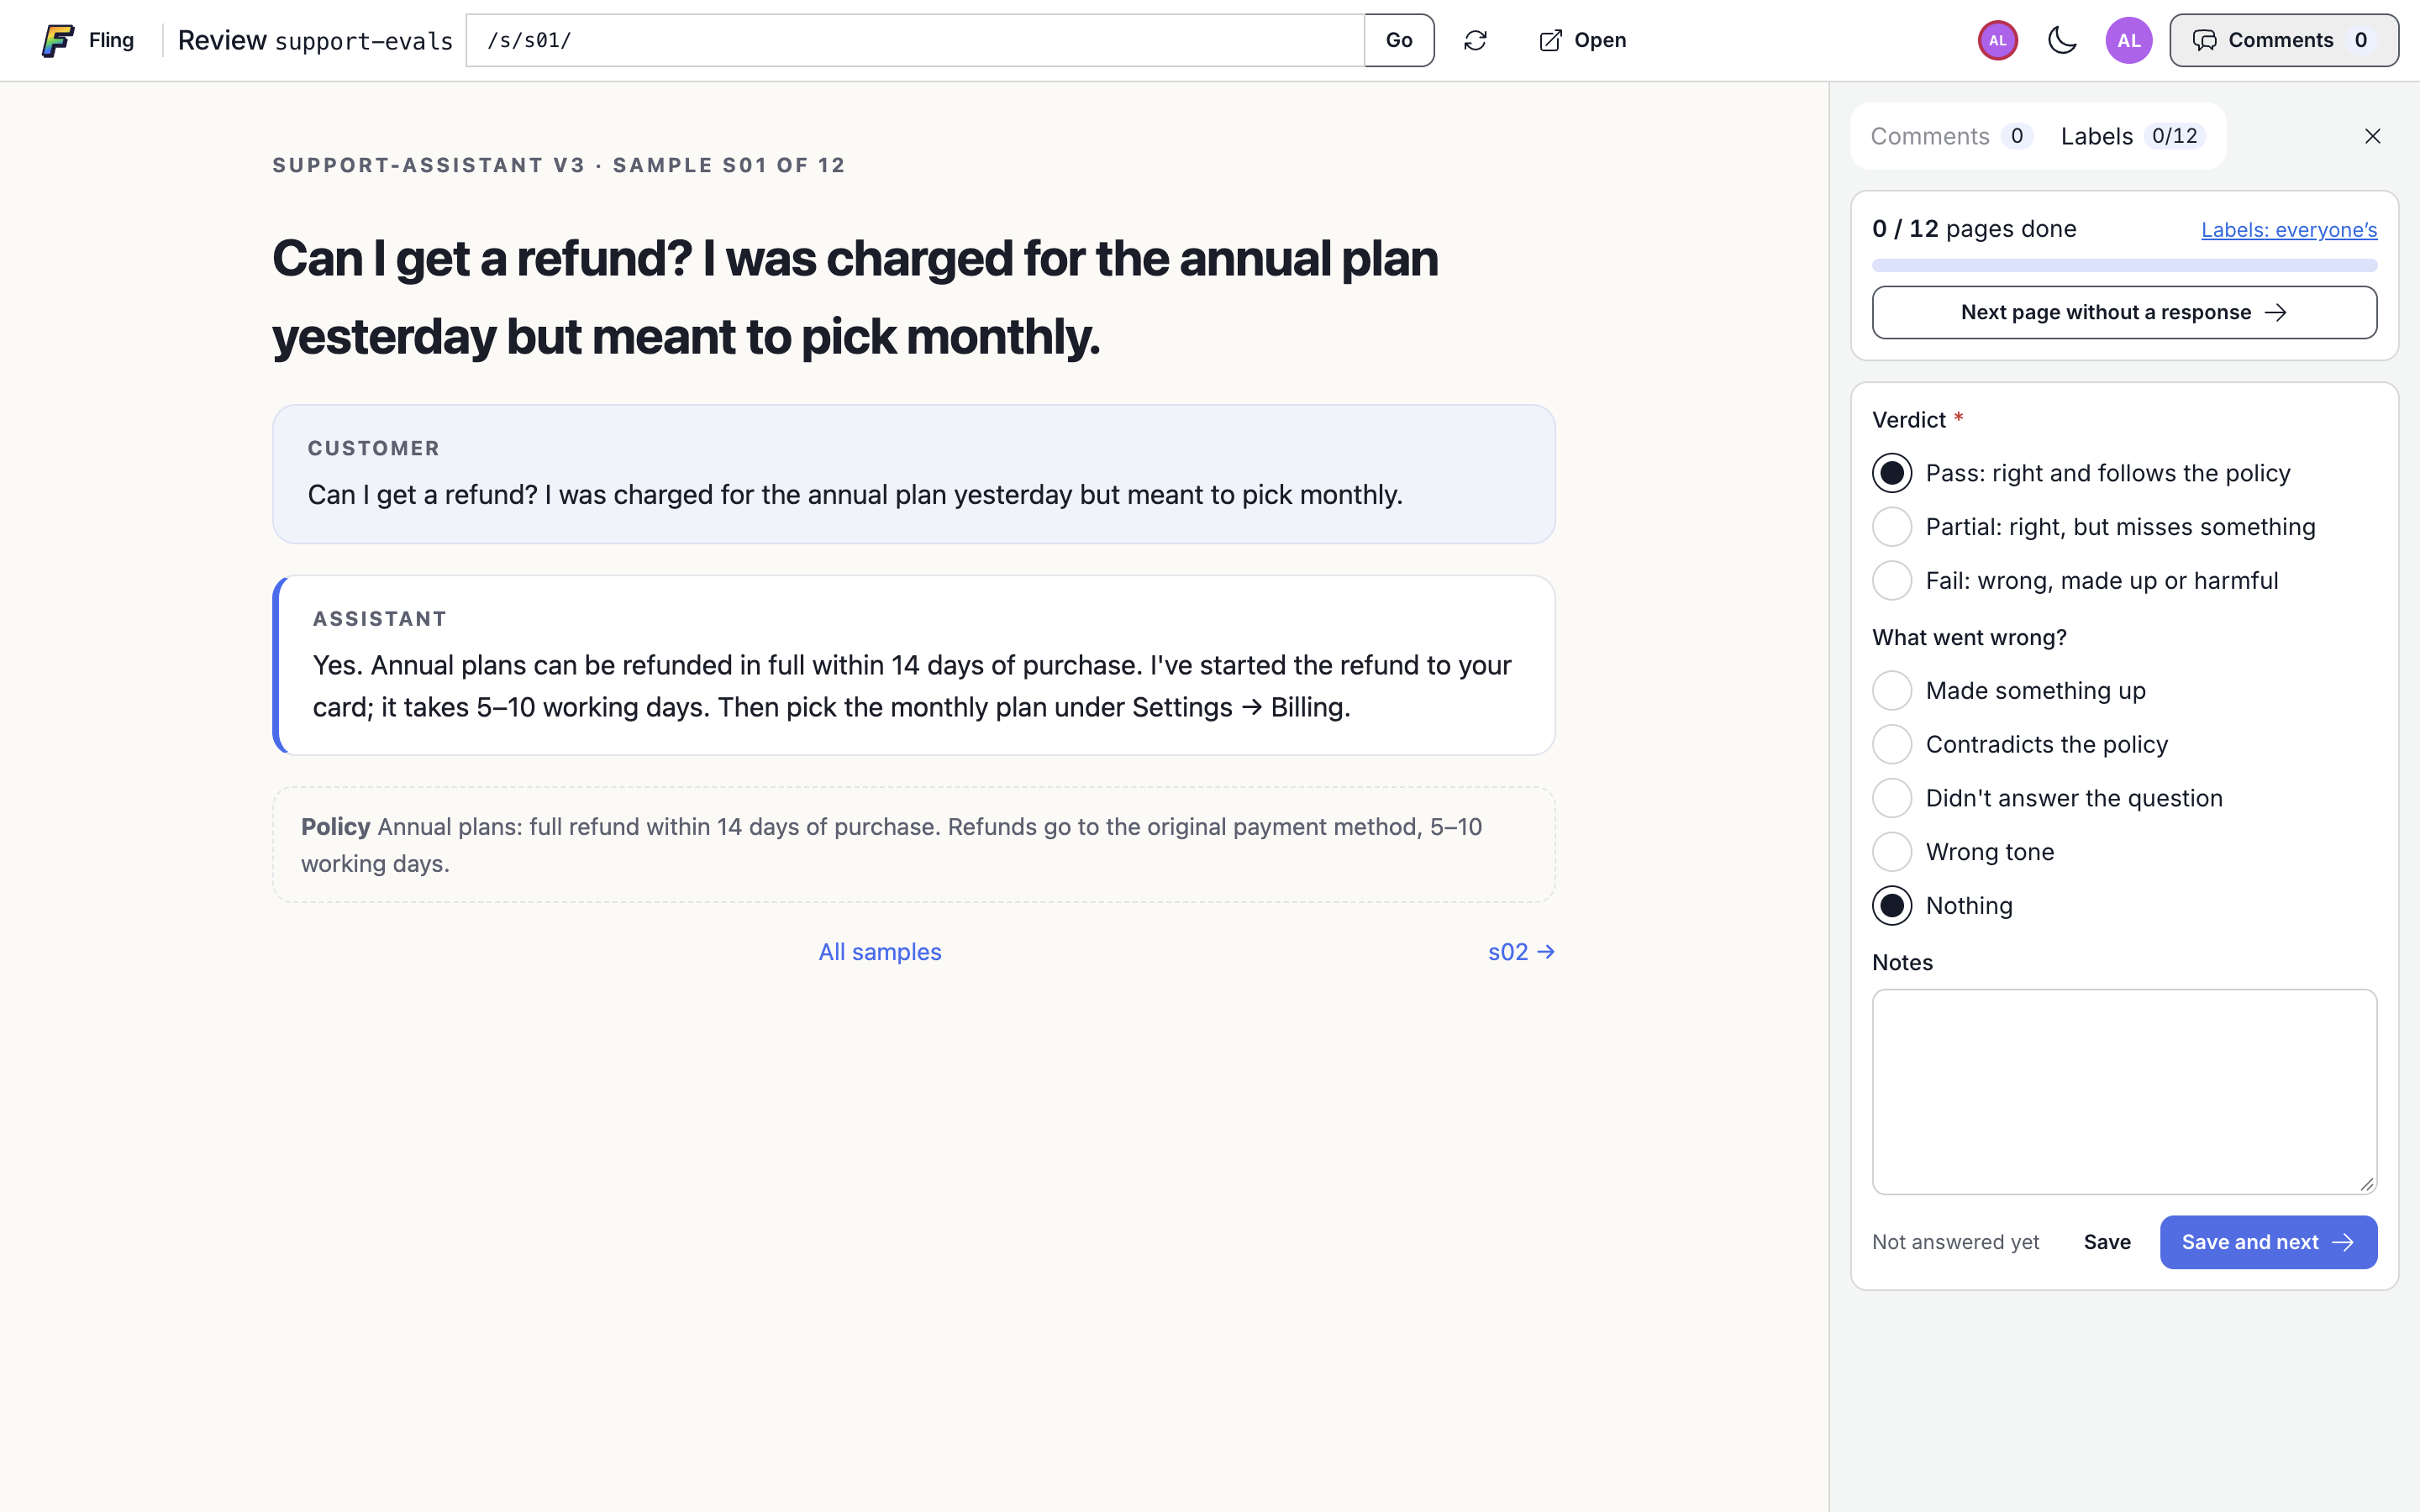 Fling
Review support-evals
/s/s01/
Go
Open
AL
AL
Comments 0
SUPPORT-ASSISTANT V3 · SAMPLE S01 OF 12
Can I get a refund? I was charged for the annual plan
yesterday but meant to pick monthly.
CUSTOMER
Can I get a refund? I was charged for the annual plan yesterday but meant to pick monthly.
ASSISTANT
Yes. Annual plans can be refunded in full within 14 days of purchase. I've started the refund to your
card; it takes 5–10 working days. Then pick the monthly plan under Settings → Billing.
Policy Annual plans: full refund within 14 days of purchase. Refunds go to the original payment method, 5–10
working days.
All samples
s02 →
Comments 0
Labels 0/12
0 / 12 pages done
Labels: everyone’s
Next page without a response →
Verdict *
Pass: right and follows the policy
Partial: right, but misses something
Fail: wrong, made up or harmful
What went wrong?
Made something up
Contradicts the policy
Didn't answer the question
Wrong tone
Nothing
Notes
Not answered yet
Save
Save and next →